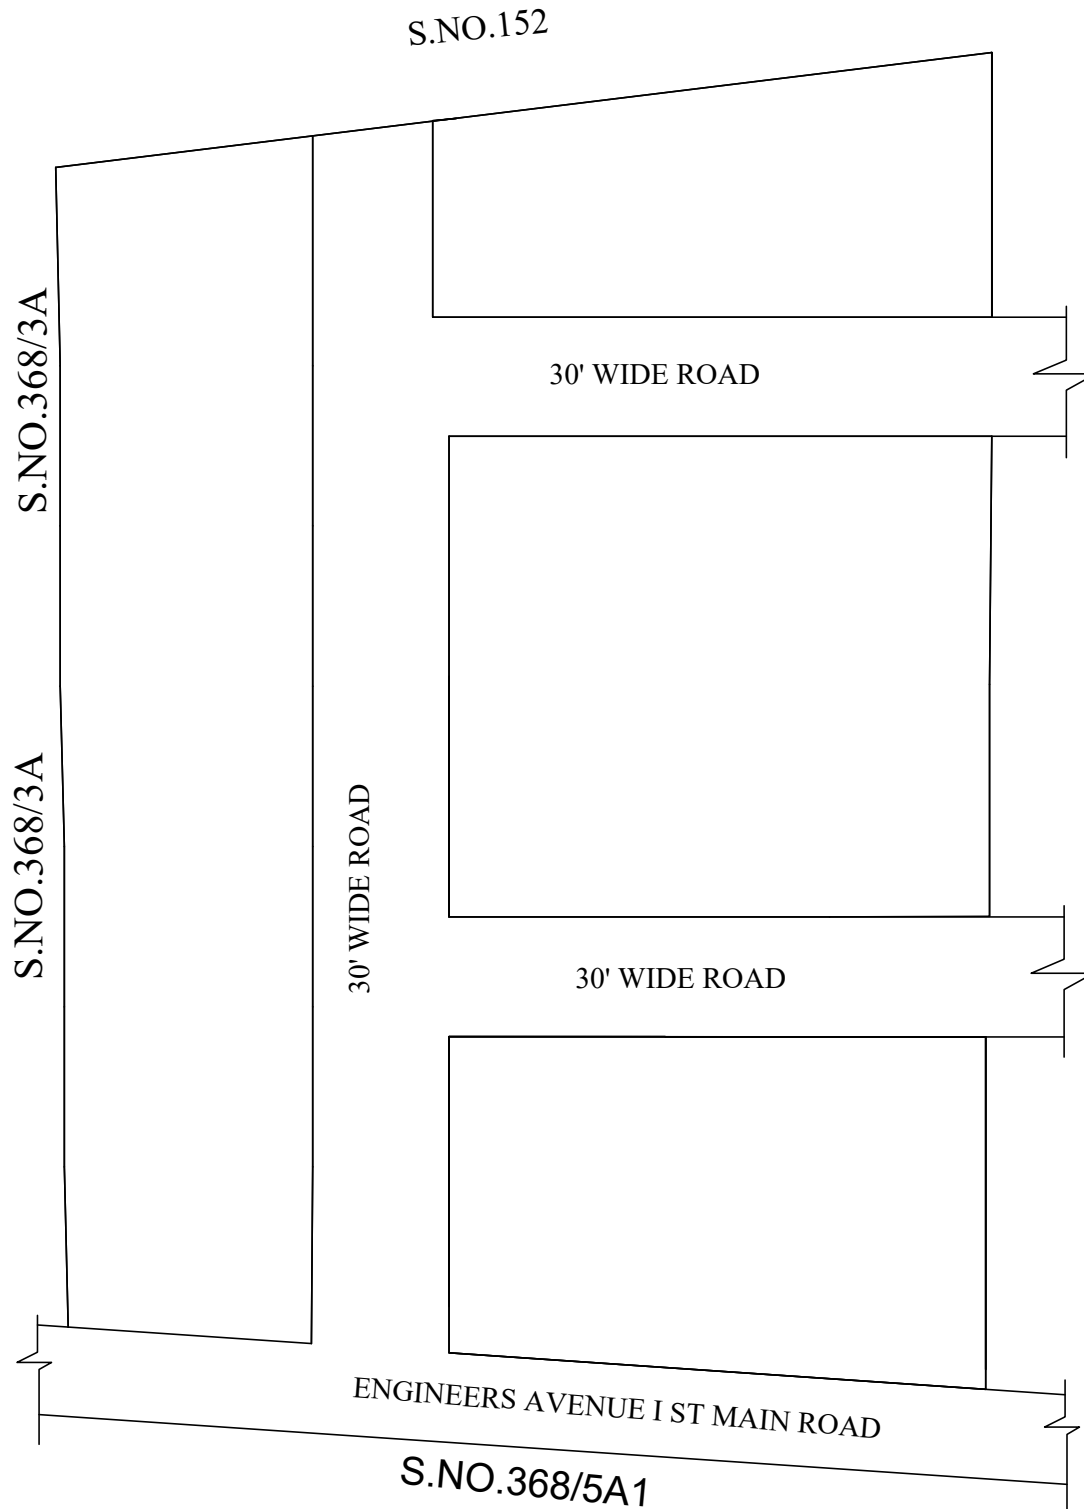 S.NO.152
S.NO.368/3A
30' WIDE ROAD
S.NO.368/3A
30' WIDE ROAD
30' WIDE ROAD
ENGINEERS AVENUE I ST MAIN ROAD
S.NO.368/5A1